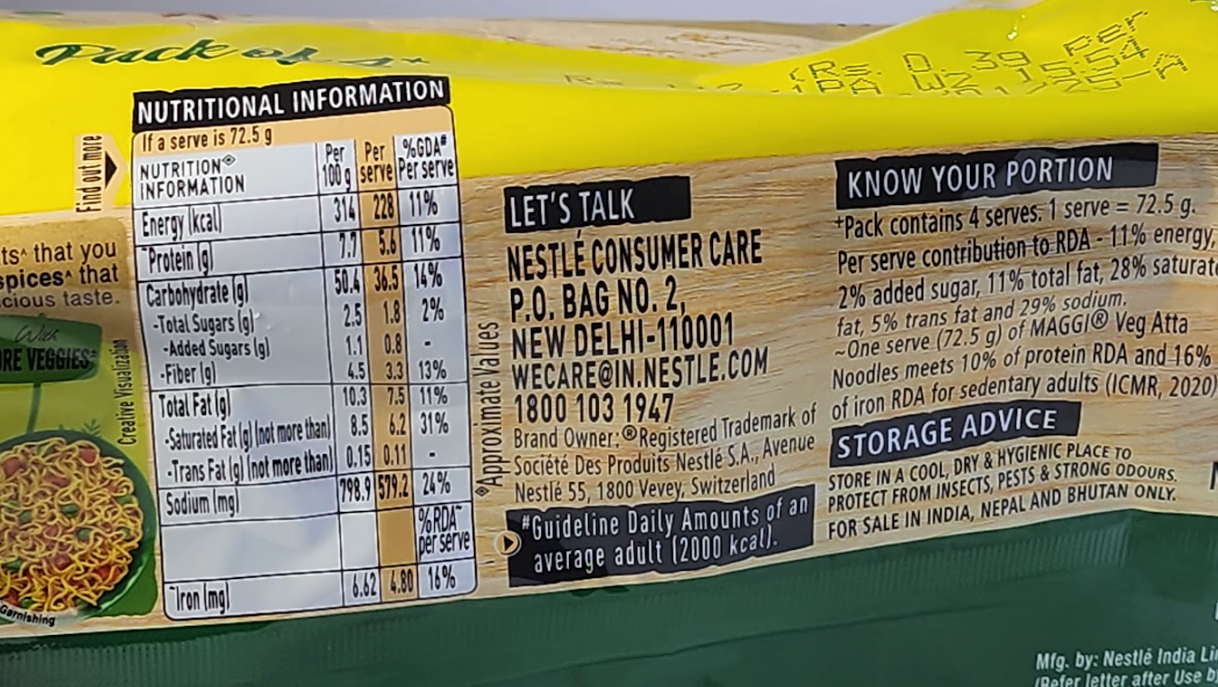 Pack of 4+
Rs. 0.39 per
NUTRITIONAL INFORMATION
If a serve is 72.5 g
NUTRITION INFORMATION Per 100 g Per serve %GDA# Per serve
Energy (kcal) 314 228 11%
~Protein (g) 7.7 5.6 11%
Carbohydrate (g) 50.4 36.5 14%
-Total Sugars (g) 2.5 1.8 2%
-Added Sugars (g) 1.1 0.8 -
-Fiber (g) 4.5 3.3 13%
Total Fat (g) 10.3 7.5 11%
-Saturated Fat (g) (not more than) 8.5 6.2 31%
-Trans Fat (g) (not more than) 0.15 0.11 -
Sodium (mg) 798.9 579.2 24%
%RDA~
per serve
~Iron (mg) 6.62 4.80 16%
Find out more
ts^ that you
spices^ that
cious taste.
With
RE VEGGIES
Creative Visualization
Garnishing
Approximate Values
LET'S TALK
NESTLÉ CONSUMER CARE
P.O. BAG NO. 2,
NEW DELHI-110001
WECARE@IN.NESTLE.COM
1800 103 1947
Brand Owner: ®Registered Trademark of
Société Des Produits Nestlé S.A., Avenue
Nestlé 55, 1800 Vevey, Switzerland
#Guideline Daily Amounts of an
average adult (2000 kcal).
KNOW YOUR PORTION
+Pack contains 4 serves. 1 serve = 72.5 g.
Per serve contribution to RDA - 11% energy,
2% added sugar, 11% total fat, 28% saturate
fat, 5% trans fat and 29% sodium.
~One serve (72.5 g) of MAGGI® Veg Atta
Noodles meets 10% of protein RDA and 16%
of iron RDA for sedentary adults (ICMR, 2020)
STORAGE ADVICE
STORE IN A COOL, DRY & HYGIENIC PLACE TO
PROTECT FROM INSECTS, PESTS & STRONG ODOURS.
FOR SALE IN INDIA, NEPAL AND BHUTAN ONLY.
Mfg. by: Nestlé India Li
(Refer letter after Use b